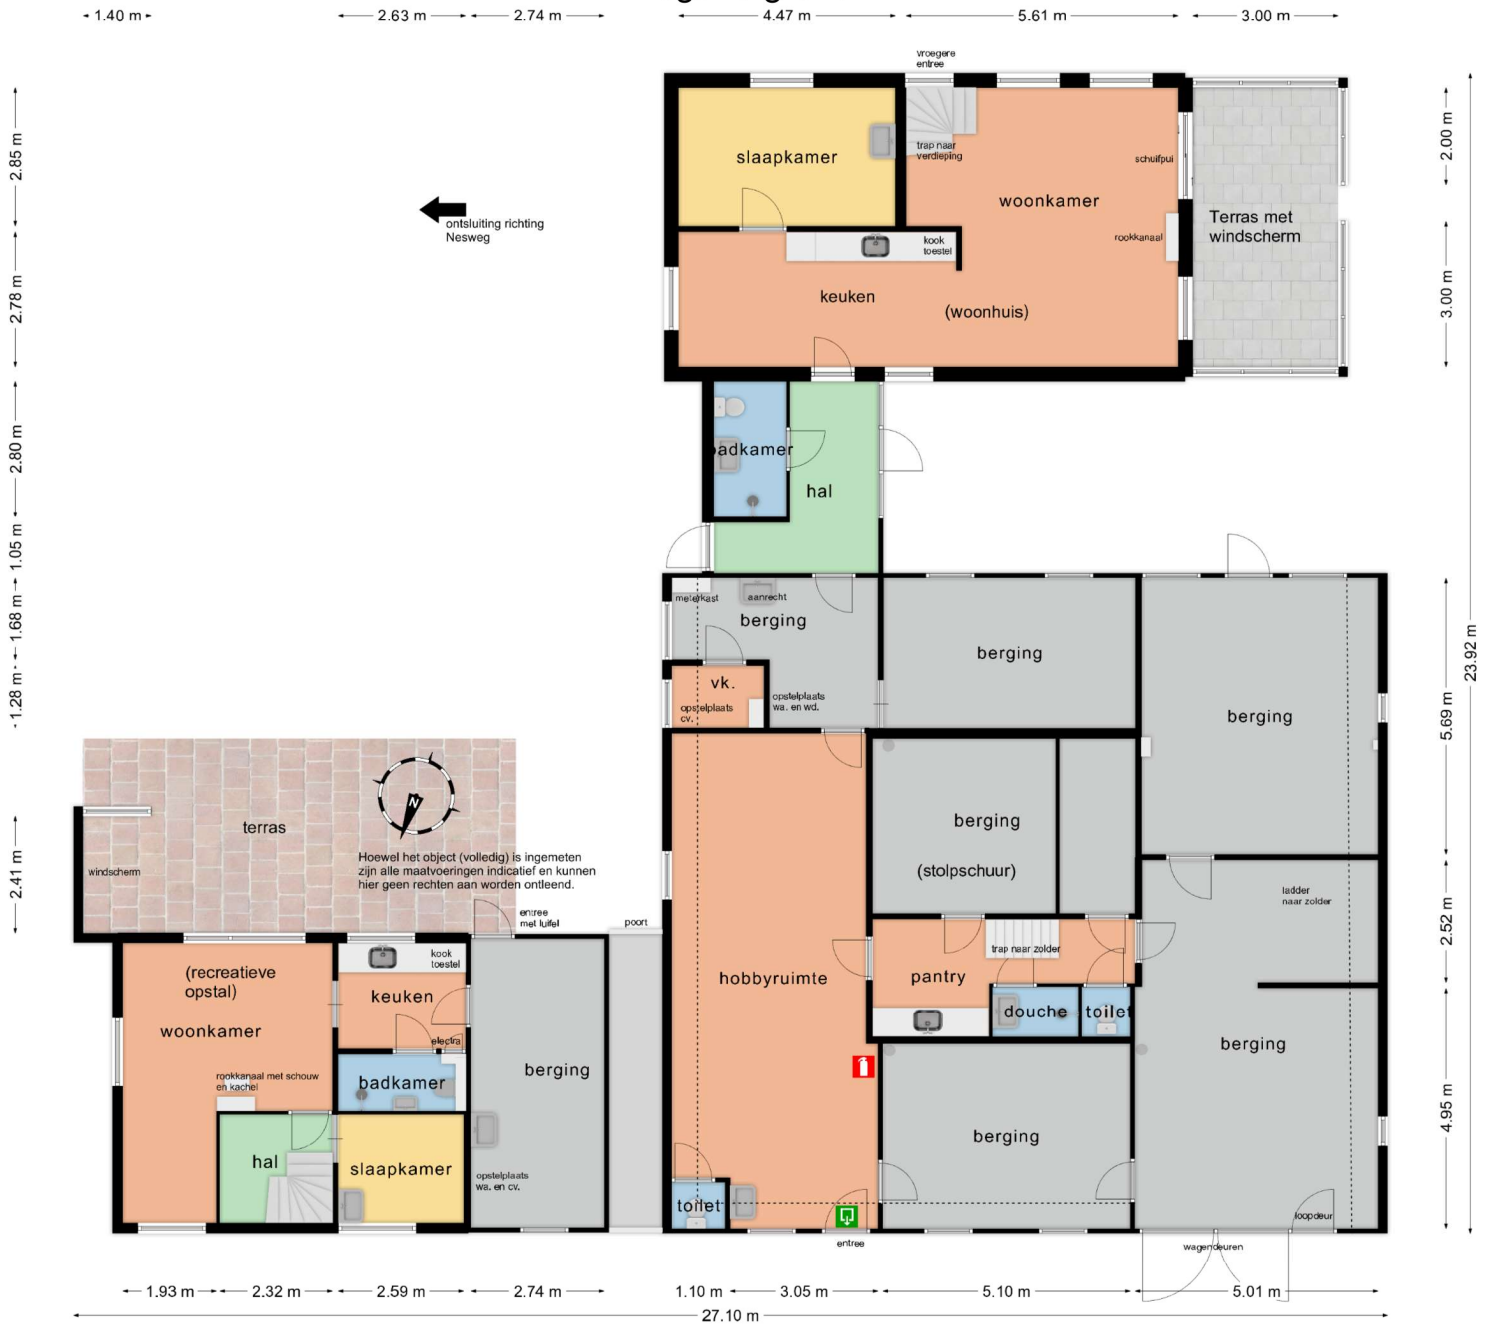 1.40 m
2.63 m
2.74 m
4.47 m
5.61 m
3.00 m
vroegere
entree
2.85 m
slaapkamer
trap naar
verdieping
schuifpui
2.00 m
woonkamer
ontsluiting richting
Nesweg
Terras met
windscherm
rookkanaal
kook
toestel
2.78 m
keuken
(woonhuis)
3.00 m
2.80 m
badkamer
hal
1.05 m
1.68 m
meterkast
aanrecht
berging
berging
23.92 m
1.28 m
vk.
opstelplaats
cv.
opstelplaats
wa. en wd.
berging
5.69 m
N
terras
berging
(stolpschuur)
2.41 m
windscherm
Hoewel het object (volledig) is ingemeten
zijn alle maatvoeringen indicatief en kunnen
hier geen rechten aan worden ontleend.
ladder
naar zolder
entree
met luifel
poort
2.52 m
trap naar zolder
kook
toestel
(recreatieve
opstal)
hobbyruimte
pantry
keuken
woonkamer
douche
toilet
electra
berging
berging
badkamer
rookkanaal met schouw
en kachel
berging
4.95 m
hal
slaapkamer
opstelplaats
wa. en cv.
toilet
loopdeur
entree
wagendeuren
1.93 m
2.32 m
2.59 m
2.74 m
1.10 m
3.05 m
5.10 m
5.01 m
27.10 m